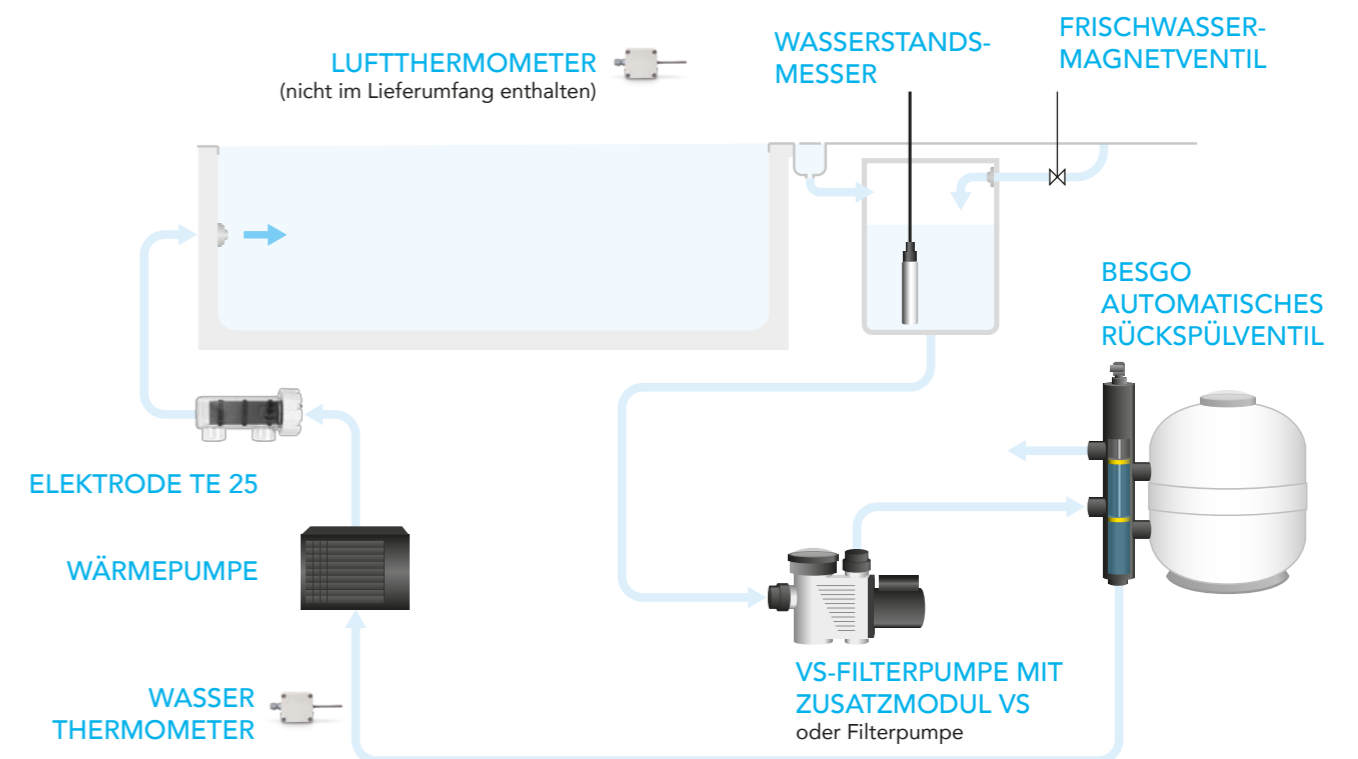 LUFTTHERMOMETER
(nicht im Lieferumfang enthalten)
WASSERSTANDS-
MESSER
FRISCHWASSER-
MAGNETVENTIL
BESGO
AUTOMATISCHES
RÜCKSPÜLVENTIL
ELEKTRODE TE 25
WÄRMEPUMPE
WASSER
THERMOMETER
VS-FILTERPUMPE MIT
ZUSATZMODUL VS
oder Filterpumpe